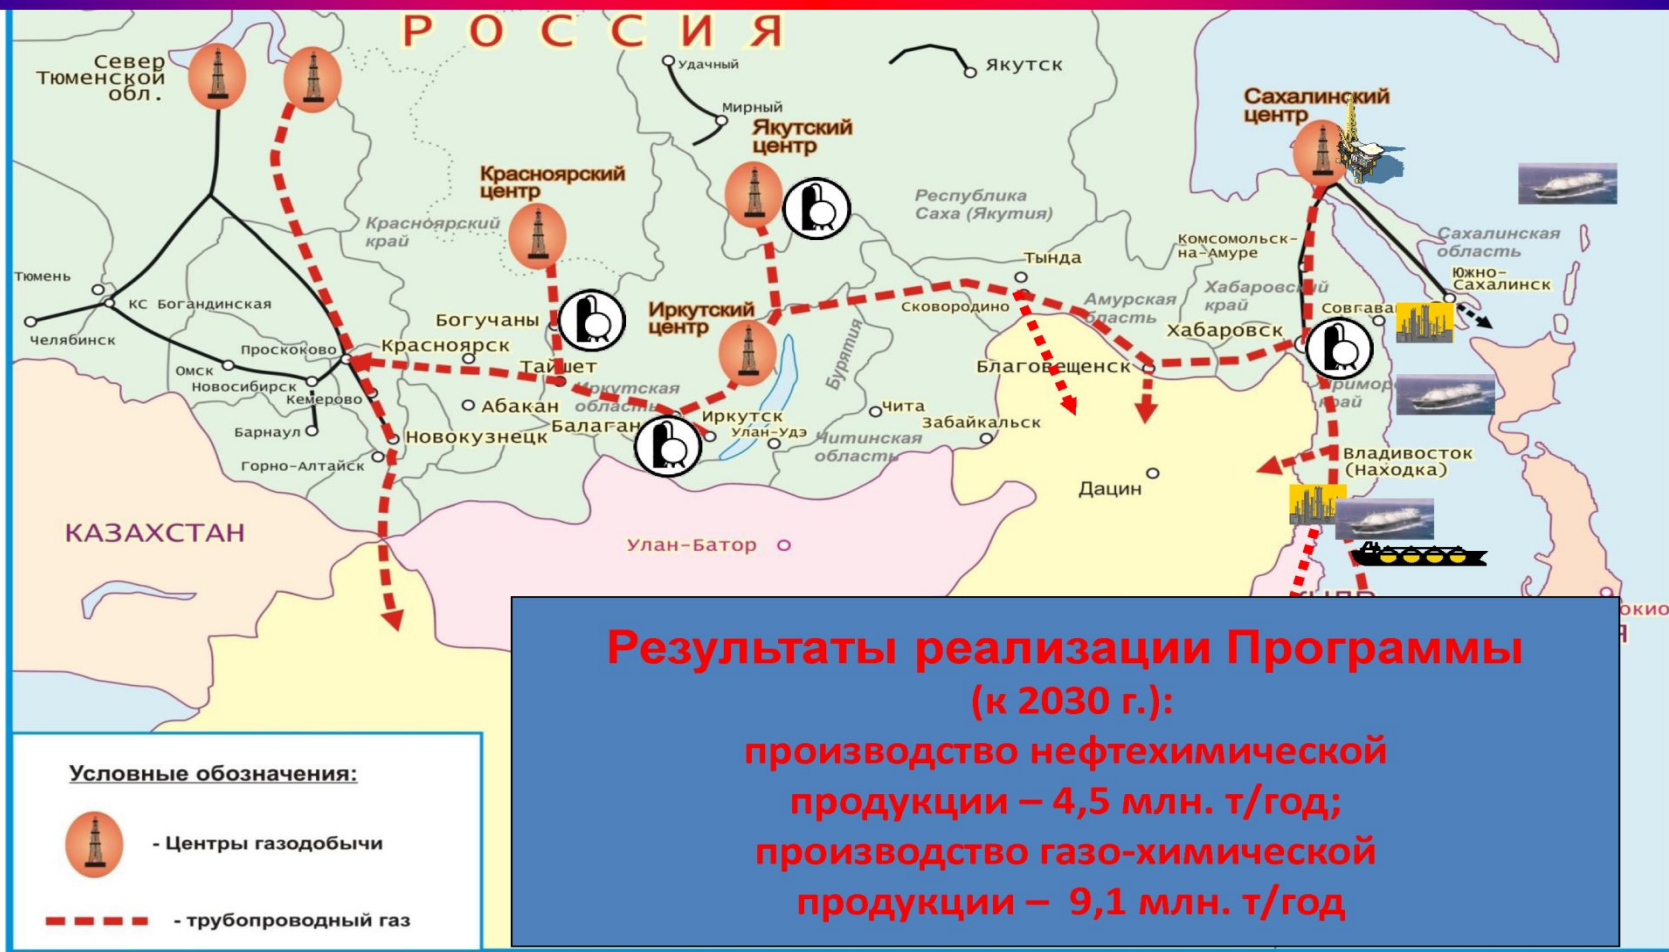 РОССИЯ
Север
Тюменской
обл.
Удачный
Якутск
Мирный
Сахалинский
центр
Якутский
центр
Красноярский
центр
Республика
Саха (Якутия)
Красноярский
край
Комсомольск-
на-Амуре
Сахалинская
область
Тында
Южно-
Сахалинск
Тюмень
Хабаровский
край
КС Богандинская
Амурская
область
Сковородино
Иркутский
центр
Богучаны
Хабаровск
Челябинск
Проскоково
Красноярск
Бурятия
Омск
Тайшет
Благовещенск
Новосибирск
Иркутская
область
Кемерово
Абакан
Чита
Иркутск
Забайкальск
Барнаул
Новокузнецк
Улан-Удэ
Читинская
область
край
Горно-Алтайск
Владивосток
(Находка)
Дацин
КАЗАХСТАН
Улан-Батор
Результаты реализации Программы
(к 2030 г.):
производство нефтехимической
продукции – 4,5 млн. т/год;
производство газо-химической
продукции – 9,1 млн. т/год
Условные обозначения:
- Центры газодобычи
- трубопроводный газ